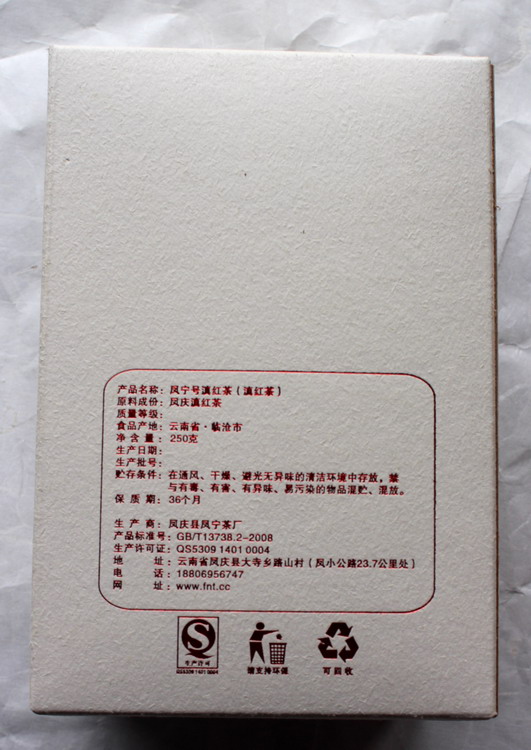 产品名称：凤宁号滇红茶（滇红茶）
原料成份：凤庆滇红茶
质量等级：
食品产地：云南省·临沧市
净含量：250克
生产日期：
生产批号：
贮存条件：在通风、干燥、避光无异味的清洁环境中存放，禁
与有毒、有害、有异味、易污染的物品混贮、混放。
保质期：36个月
生产商：凤庆县凤宁茶厂
产品标准号：GB/T13738.2-2008
生产许可证：QS5309 1401 0004
地址：云南省凤庆县大寺乡路山村（凤小公路23.7公里处）
电话：18806956747
网址：www.fnt.cc
生产许可
QS5309 1401 0004
请支持环保
可回收